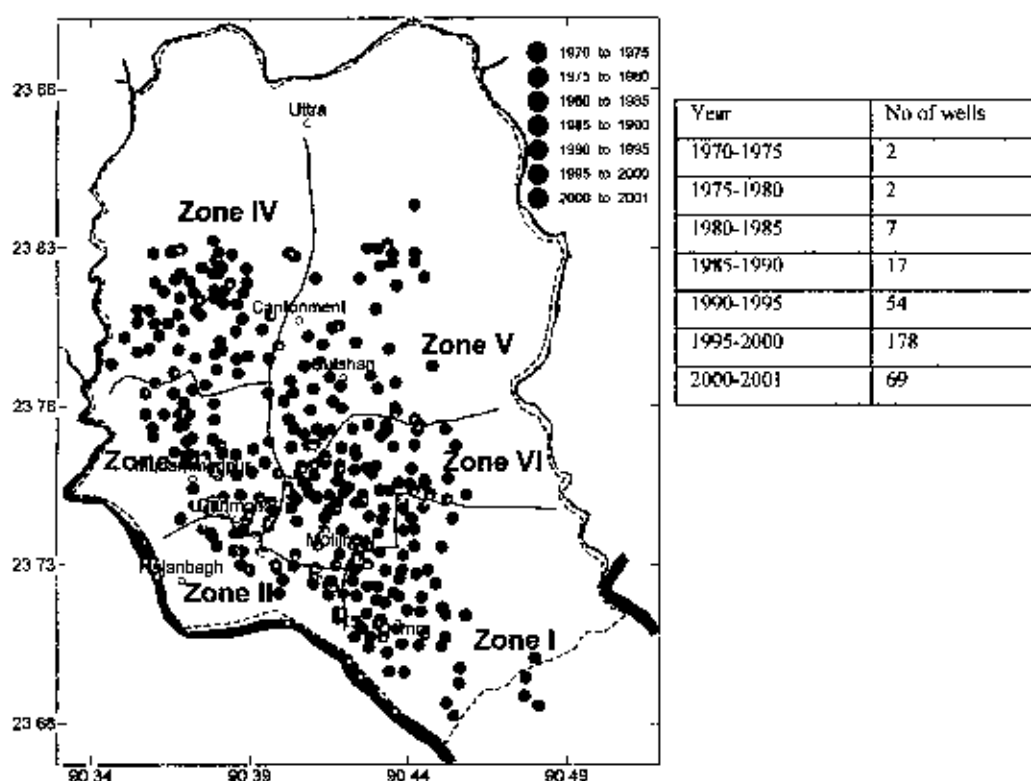 1970 to 1975
1975 to 1980
1980 to 1985
1985 to 1990
1990 to 1995
1995 to 2000
2000 to 2001
23 88
23 83
23 78
23 73
23 68
90 34
90 39
90 44
90 49
Uttra
Zone IV
Cantonment
Zone V
Zone VI
Zone II
Zone I
Year No of wells
1970-1975 2
1975-1980 2
1980-1985 7
1985-1990 17
1990-1995 54
1995-2000 178
2000-2001 69